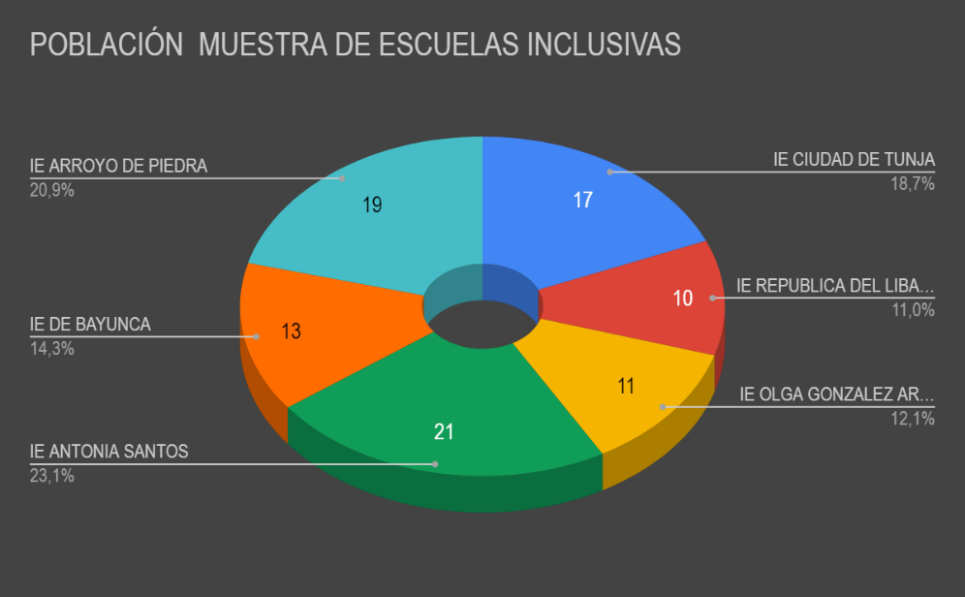 POBLACIÓN MUESTRA DE ESCUELAS INCLUSIVAS
IE ARROYO DE PIEDRA
20,9%
19
IE CIUDAD DE TUNJA
18,7%
17
IE REPUBLICA DEL LIBA...
11,0%
10
IE DE BAYUNCA
14,3%
13
IE OLGA GONZALEZ AR...
12,1%
11
IE ANTONIA SANTOS
23,1%
21